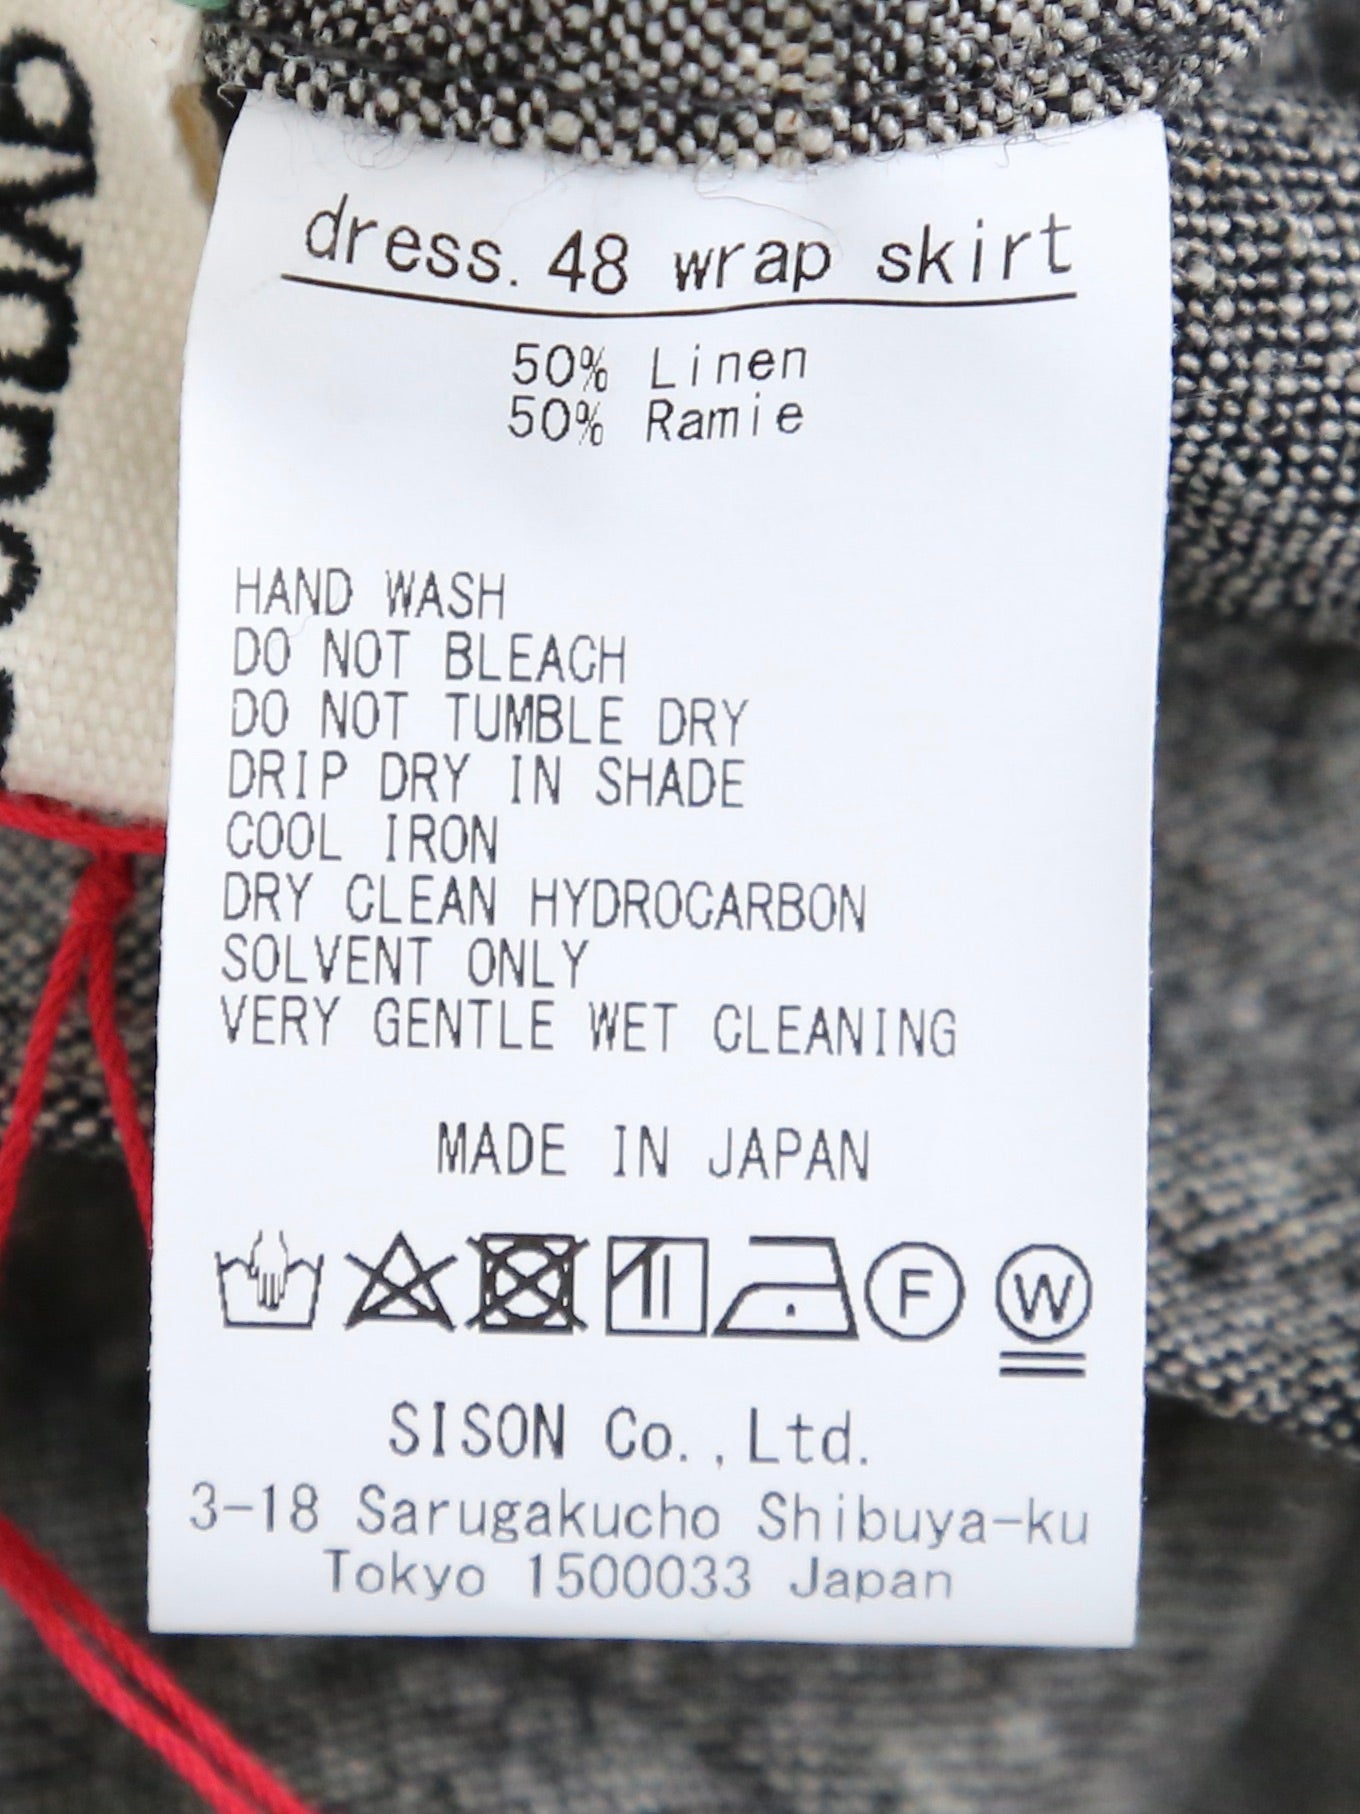 dress. 48 wrap skirt
50% Linen
50% Ramie
HAND WASH
DO NOT BLEACH
DO NOT TUMBLE DRY
DRIP DRY IN SHADE
COOL IRON
DRY CLEAN HYDROCARBON
SOLVENT ONLY
VERY GENTLE WET CLEANING
MADE IN JAPAN
F
W
SISON Co.,Ltd.
3-18 Sarugakucho Shibuya-ku
Tokyo 1500033 Japan